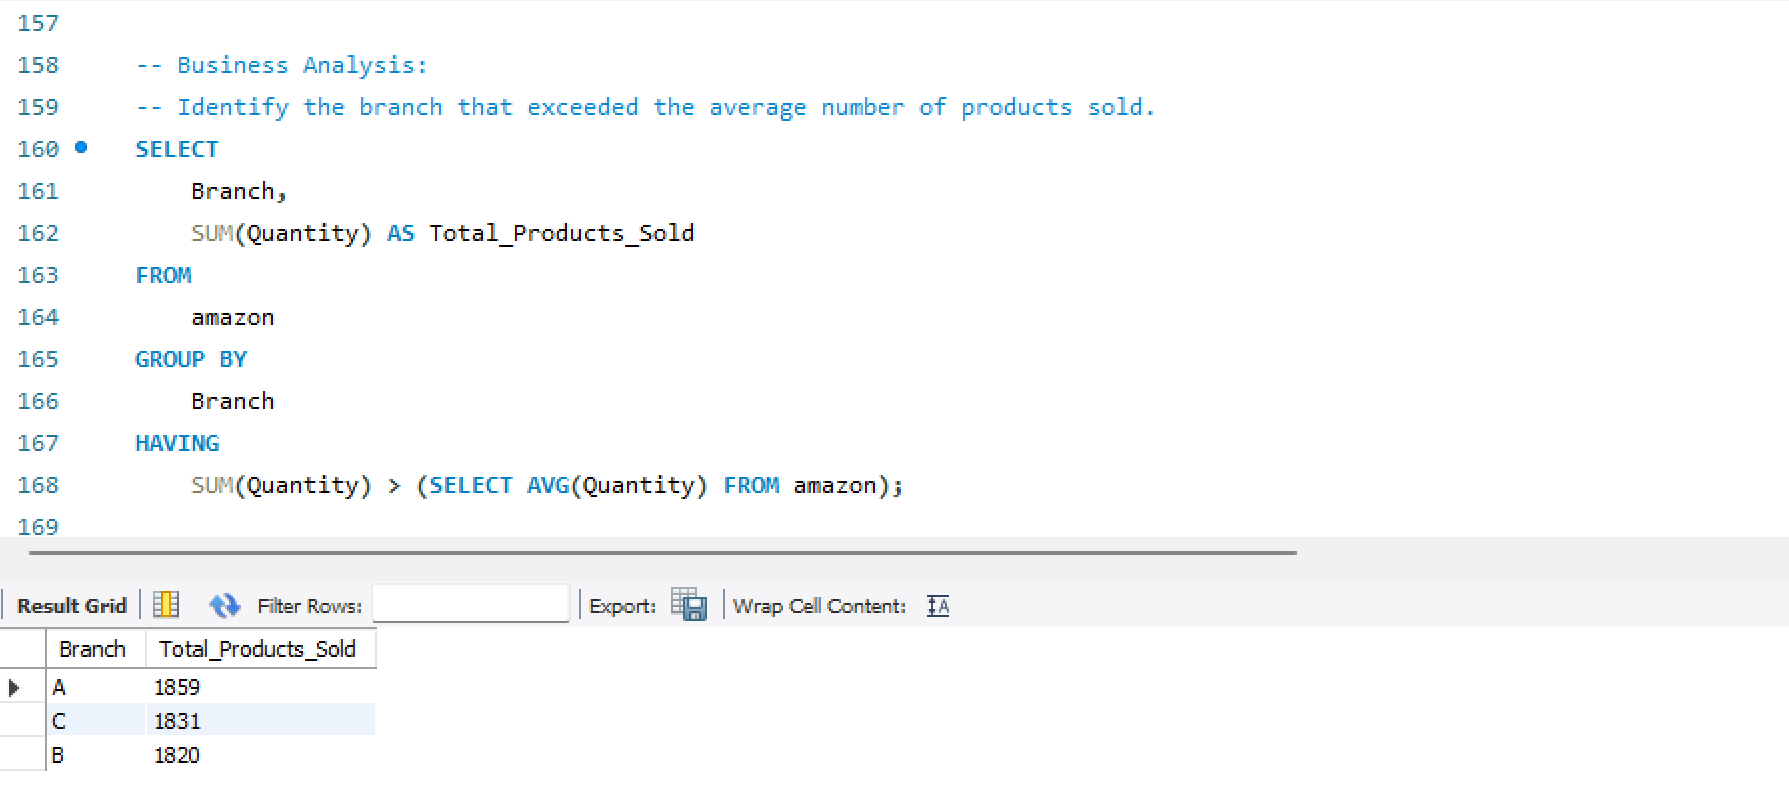 157
158 -- Business Analysis:
159 -- Identify the branch that exceeded the average number of products sold.
160 SELECT
161 Branch,
162 SUM(Quantity) AS Total_Products_Sold
163 FROM
164 amazon
165 GROUP BY
166 Branch
167 HAVING
168 SUM(Quantity) > (SELECT AVG(Quantity) FROM amazon);
169
Result Grid Filter Rows: Export: Wrap Cell Content: A
Branch Total_Products_Sold
A 1859
C 1831
B 1820